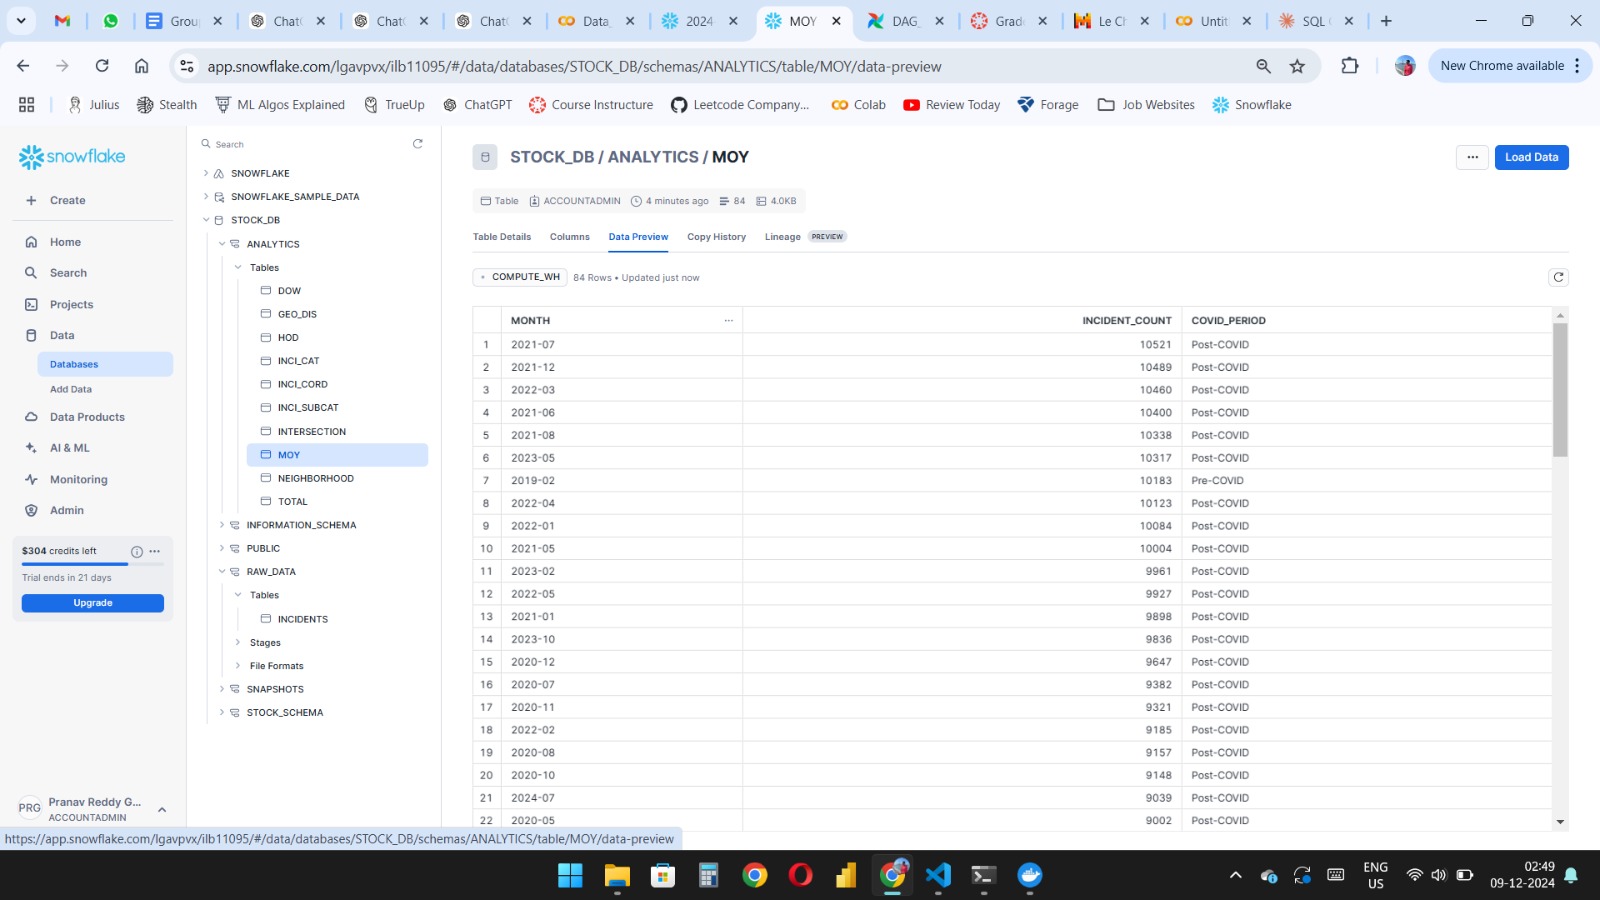 Grou
ChatG
ChatG
ChatG
Data_
2024-
MOY
DAG_
Grade
Le Ch
Untit
SQL
app.snowflake.com/lgavpvx/ilb11095/#/data/databases/STOCK_DB/schemas/ANALYTICS/table/MOY/data-preview
New Chrome available
Julius
Stealth
ML Algos Explained
TrueUp
ChatGPT
Course Instructure
Leetcode Company...
Colab
Review Today
Forage
Job Websites
Snowflake
snowflake
Create
Home
Search
Projects
Data
Databases
Add Data
Data Products
AI & ML
Monitoring
Admin
$304 credits left
Trial ends in 21 days
Upgrade
PRG
Pranav Reddy G...
ACCOUNTADMIN
Search
SNOWFLAKE
SNOWFLAKE_SAMPLE_DATA
STOCK_DB
ANALYTICS
Tables
DOW
GEO_DIS
HOD
INCI_CAT
INCI_CORD
INCI_SUBCAT
INTERSECTION
MOY
NEIGHBORHOOD
TOTAL
INFORMATION_SCHEMA
PUBLIC
RAW_DATA
Tables
INCIDENTS
Stages
File Formats
SNAPSHOTS
STOCK_SCHEMA
STOCK_DB / ANALYTICS / MOY
... Load Data
Table ACCOUNTADMIN 4 minutes ago 84 4.0KB
Table Details Columns Data Preview Copy History Lineage PREVIEW
COMPUTE_WH 84 Rows • Updated just now
MONTH ... INCIDENT_COUNT COVID_PERIOD
1 2021-07 10521 Post-COVID
2 2021-12 10489 Post-COVID
3 2022-03 10460 Post-COVID
4 2021-06 10400 Post-COVID
5 2021-08 10338 Post-COVID
6 2023-05 10317 Post-COVID
7 2019-02 10183 Pre-COVID
8 2022-04 10123 Post-COVID
9 2022-01 10084 Post-COVID
10 2021-05 10004 Post-COVID
11 2023-02 9961 Post-COVID
12 2022-05 9927 Post-COVID
13 2021-01 9898 Post-COVID
14 2023-10 9836 Post-COVID
15 2020-12 9647 Post-COVID
16 2020-07 9382 Post-COVID
17 2020-11 9321 Post-COVID
18 2022-02 9185 Post-COVID
19 2020-08 9157 Post-COVID
20 2020-10 9148 Post-COVID
21 2024-07 9039 Post-COVID
22 2020-05 9002 Post-COVID
https://app.snowflake.com/lgavpvx/ilb11095/#/data/databases/STOCK_DB/schemas/ANALYTICS/table/MOY/data-preview
ENG
US
02:49
09-12-2024